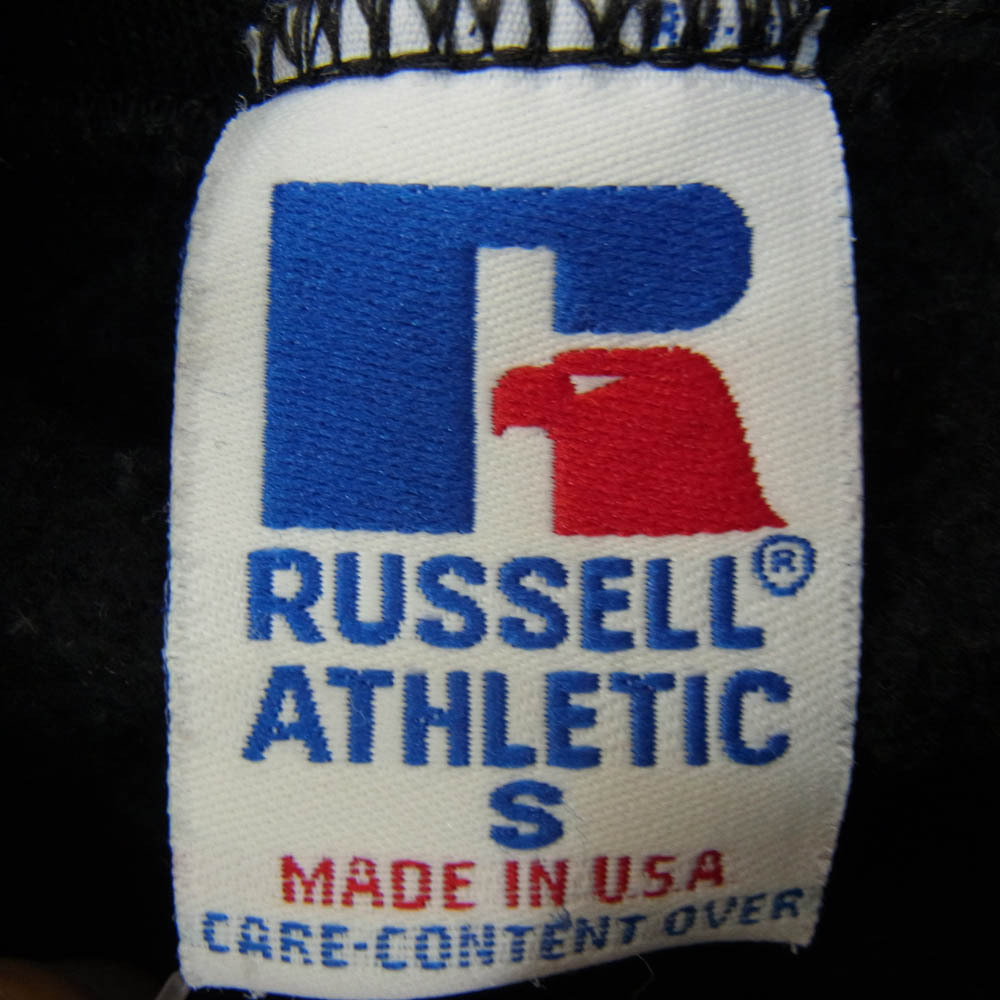 RUSSELL®
ATHLETIC
S
MADE IN U.S.A
CARE-CONTENT OVER